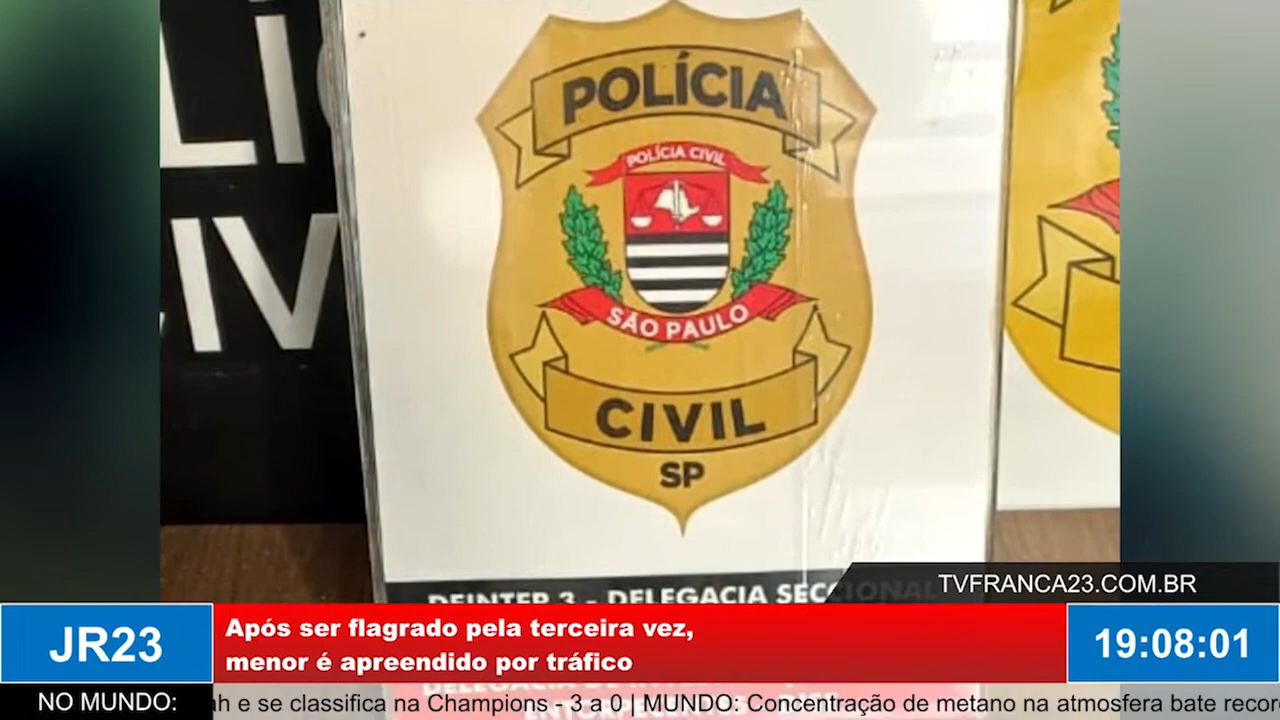 POLÍCIA
POLÍCIA CIVIL
SÃO PAULO
CIVIL
SP
DEINTER 3 - DELEGACIA SECCIONAL
TVFRANCA23.COM.BR
JR23
Após ser flagrado pela terceira vez,
menor é apreendido por tráfico
19:08:01
NO MUNDO:
e se classifica na Champions - 3 a 0 | MUNDO: Concentração de metano na atmosfera bate recor